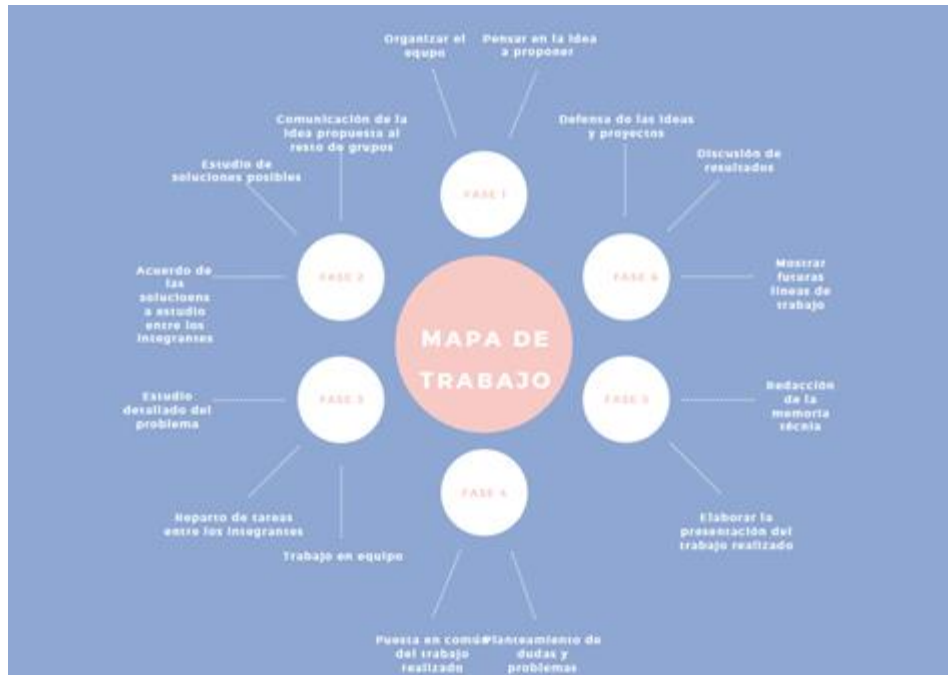 Organizar el
equpo
Pensar en la idea
a proponer
FASE 1
Comunicación de la
idea propuesta al
resto de grupos
Estudio de
soluciones posibles
Acuerdo de
las
solucioens
a estudio
entre los
integrantes
FASE 2
Estudio
detallado del
problema
Reparto de tareas
entre los integrantes
Trabajo en equipo
FASE 3
MAPA DE
TRABAJO
FASE 4
Puesta en común
del trabajo
realizado
Planteamiento de
dudas y
problemas
FASE 5
Redacción
de la
memoria
técnia
Elaborar la
presentación del
trabajo realizado
FASE 6
Defensa de las ideas
y proyectos
Discusión de
resultados
Mostrar
futuras
líneas de
trabajo